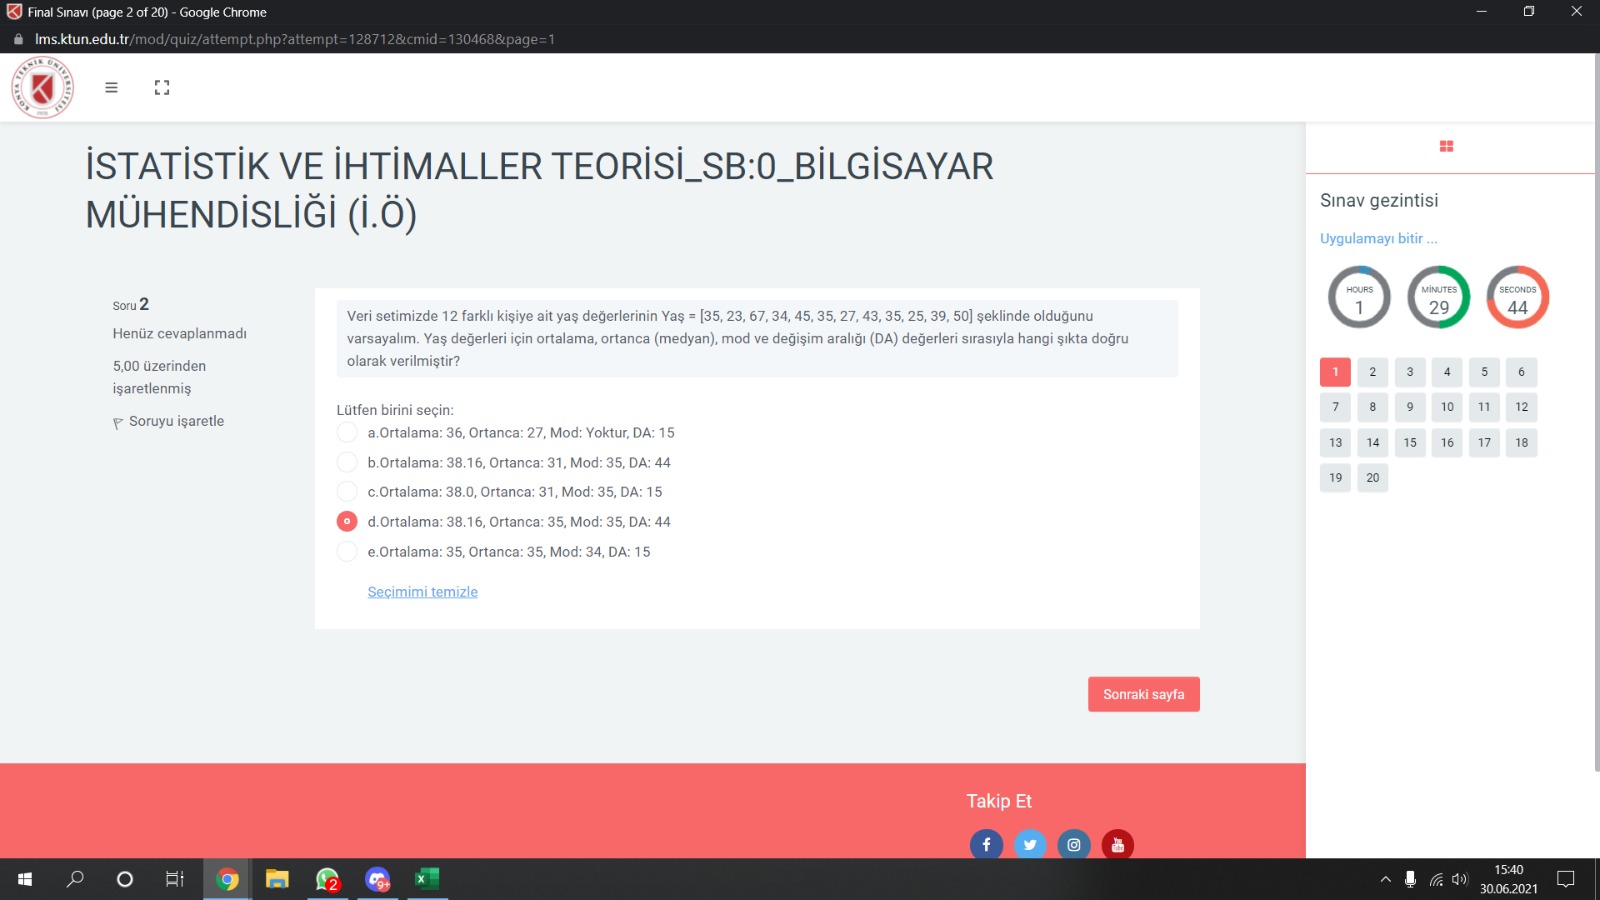 Final Sınavı (page 2 of 20) - Google Chrome
lms.ktun.edu.tr/mod/quiz/attempt.php?attempt=128712&cmid=130468&page=1
KONYA TEKNİK ÜNİVERSİTESİ
İSTATİSTİK VE İHTİMALLER TEORİSİ_SB:0_BİLGİSAYAR
MÜHENDİSLİĞİ (İ.Ö)
Soru 2
Henüz cevaplanmadı
5,00 üzerinden
işaretlenmiş
Soruyu işaretle
Veri setimizde 12 farklı kişiye ait yaş değerlerinin Yaş = [35, 23, 67, 34, 45, 35, 27, 43, 35, 25, 39, 50] şeklinde olduğunu
varsayalım. Yaş değerleri için ortalama, ortanca (medyan), mod ve değişim aralığı (DA) değerleri sırasıyla hangi şıkta doğru
olarak verilmiştir?
Lütfen birini seçin:
a.Ortalama: 36, Ortanca: 27, Mod: Yoktur, DA: 15
b.Ortalama: 38.16, Ortanca: 31, Mod: 35, DA: 44
c.Ortalama: 38.0, Ortanca: 31, Mod: 35, DA: 15
d.Ortalama: 38.16, Ortanca: 35, Mod: 35, DA: 44
e.Ortalama: 35, Ortanca: 35, Mod: 34, DA: 15
Seçimimi temizle
Sonraki sayfa
Sınav gezintisi
Uygulamayı bitir ...
HOURS
1
MINUTES
29
SECONDS
44
1 2 3 4 5 6
7 8 9 10 11 12
13 14 15 16 17 18
19 20
Takip Et
2
9+
15:40
30.06.2021